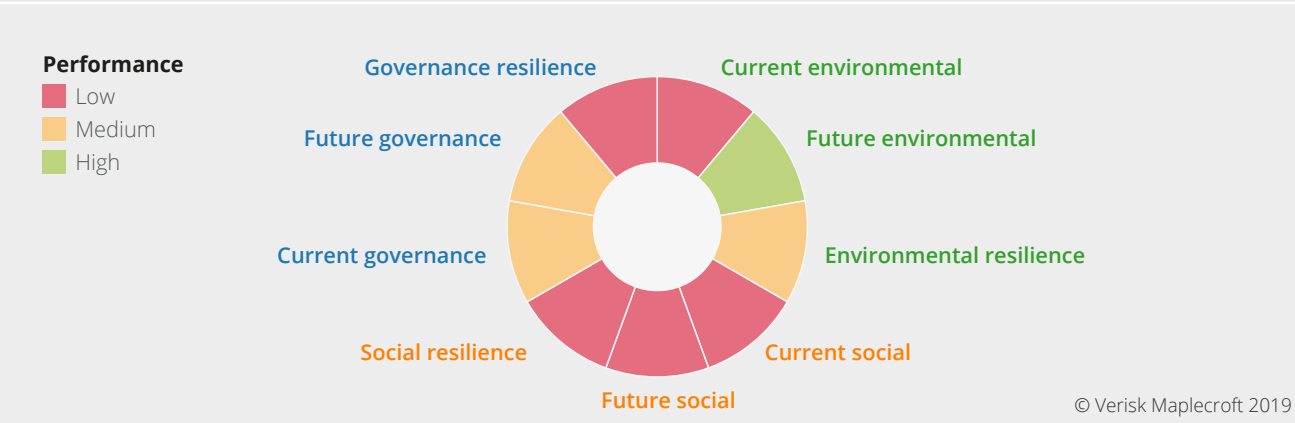 Performance
Low
Medium
High
Governance resilience
Current environmental
Future governance
Future environmental
Current governance
Environmental resilience
Social resilience
Current social
Future social
© Verisk Maplecroft 2019